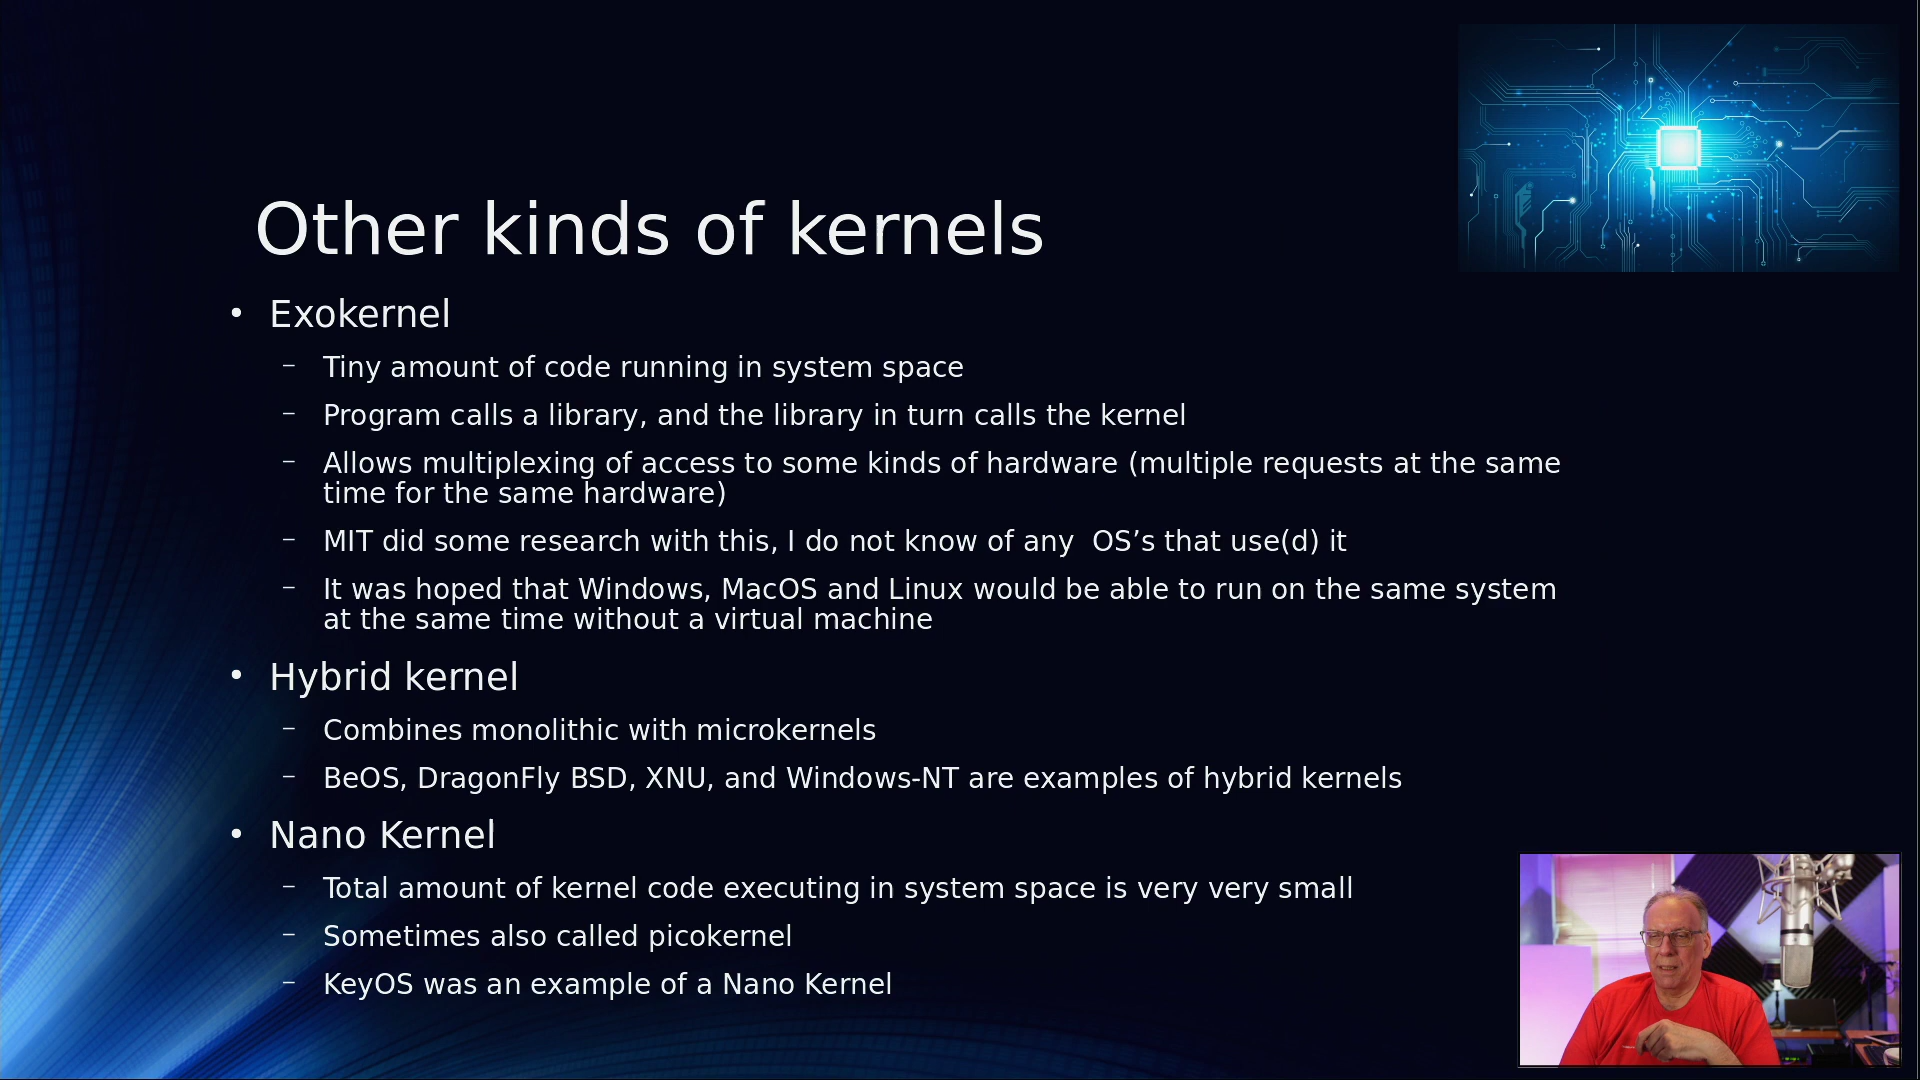 Other kinds of kernels
• Exokernel
– Tiny amount of code running in system space
– Program calls a library, and the library in turn calls the kernel
– Allows multiplexing of access to some kinds of hardware (multiple requests at the same
time for the same hardware)
– MIT did some research with this, I do not know of any  OS’s that use(d) it
– It was hoped that Windows, MacOS and Linux would be able to run on the same system
at the same time without a virtual machine
• Hybrid kernel
– Combines monolithic with microkernels
– BeOS, DragonFly BSD, XNU, and Windows-NT are examples of hybrid kernels
• Nano Kernel
– Total amount of kernel code executing in system space is very very small
– Sometimes also called picokernel
– KeyOS was an example of a Nano Kernel